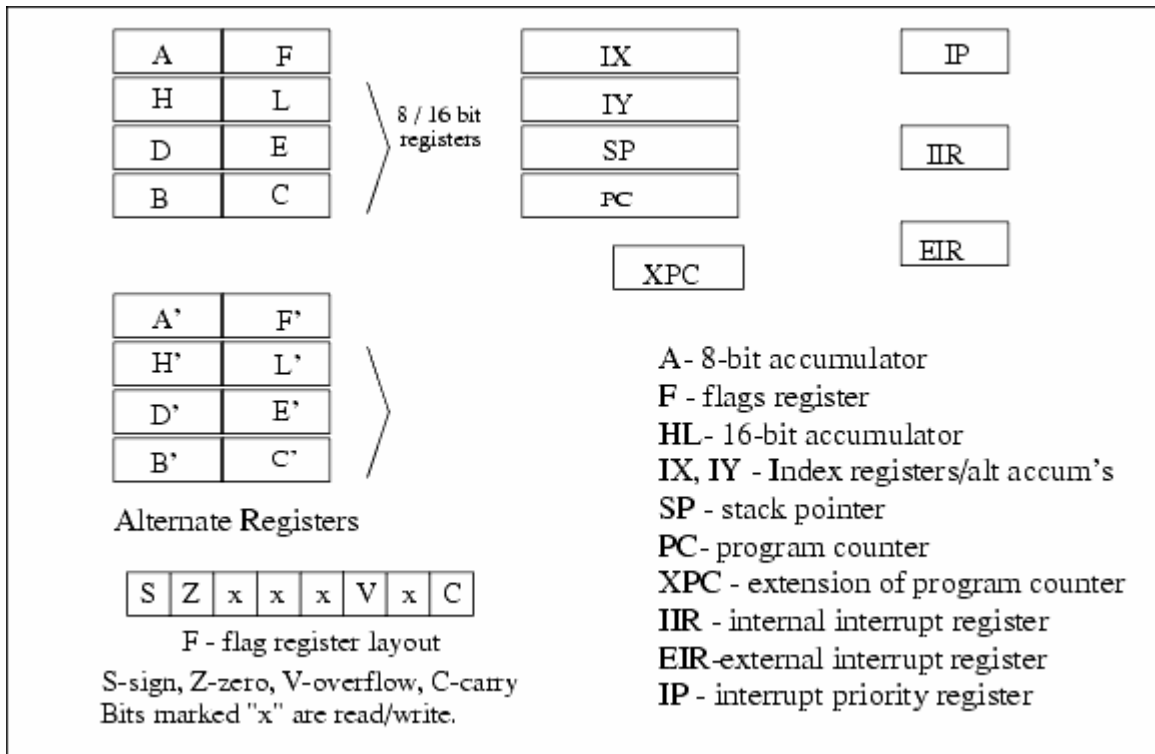 A F
H L
D E
B C
8 / 16 bit
registers
IX
IY
SP
PC
XPC
IP
IIR
EIR
A' F'
H' L'
D' E'
B' C'
Alternate Registers
S Z x x x V x C
F - flag register layout
S-sign, Z-zero, V-overflow, C-carry
Bits marked "x" are read/write.
A - 8-bit accumulator
F - flags register
HL - 16-bit accumulator
IX, IY - Index registers/alt accum's
SP - stack pointer
PC - program counter
XPC - extension of program counter
IIR - internal interrupt register
EIR-external interrupt register
IP - interrupt priority register